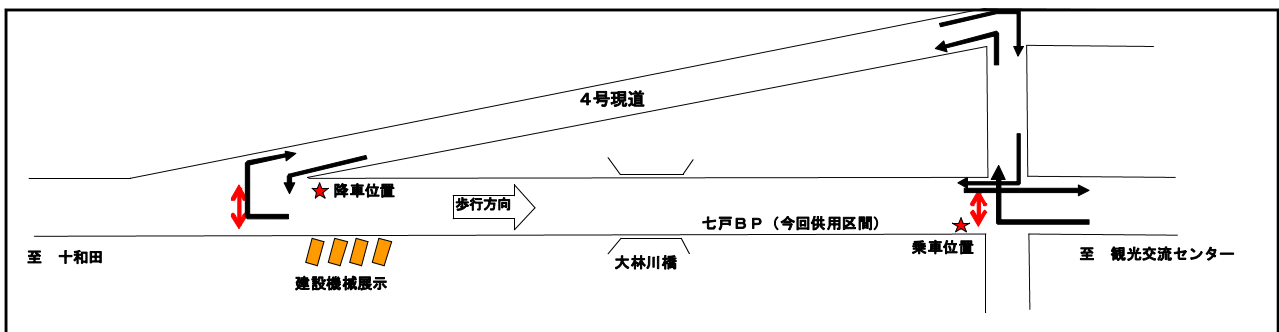 ４号現道
降車位置
歩行方向
七戸ＢＰ（今回供用区間）
乗車位置
至　十和田
大林川橋
至　観光交流センター
建設機械展示